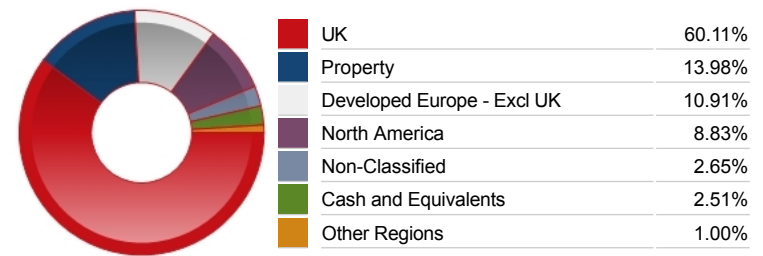 UK 60.11%
Property 13.98%
Developed Europe - Excl UK 10.91%
North America 8.83%
Non-Classified 2.65%
Cash and Equivalents 2.51%
Other Regions 1.00%